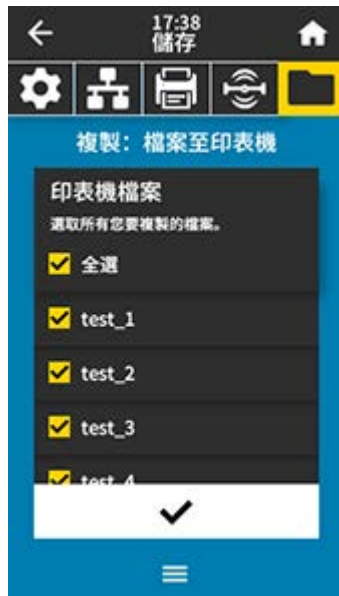 17:38
儲存
複製：檔案至印表機
印表機檔案
選取所有您要複製的檔案。
全選
test_1
test_2
test_3
test_4